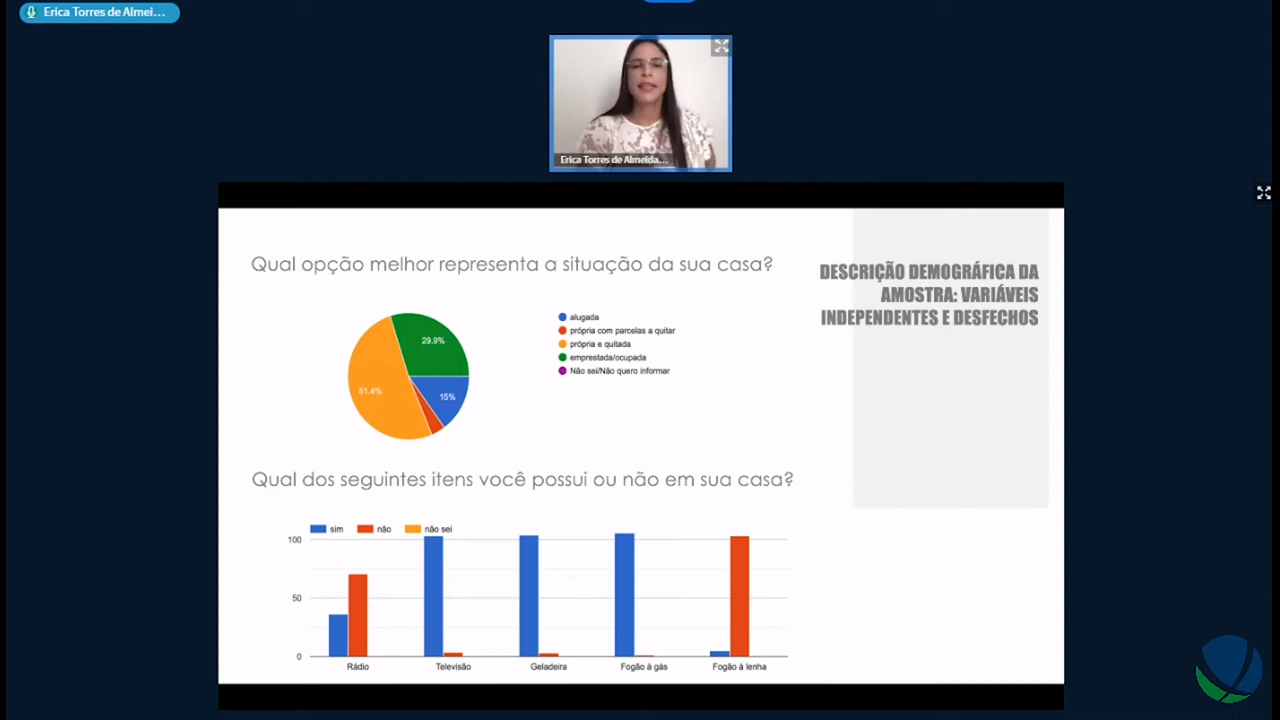 Erica Torres de Almei...
Erica Torres de Almeida...
Qual opção melhor representa a situação da sua casa?
DESCRIÇÃO DEMOGRÁFICA DA
AMOSTRA: VARIÁVEIS
INDEPENDENTES E DESFECHOS
29.9%
51.4%
15%
alugada
própria com parcelas a quitar
própria e quitada
emprestada/ocupada
Não sei/Não quero informar
Qual dos seguintes itens você possui ou não em sua casa?
sim não não sei
100
50
0
Rádio Televisão Geladeira Fogão à gás Fogão à lenha